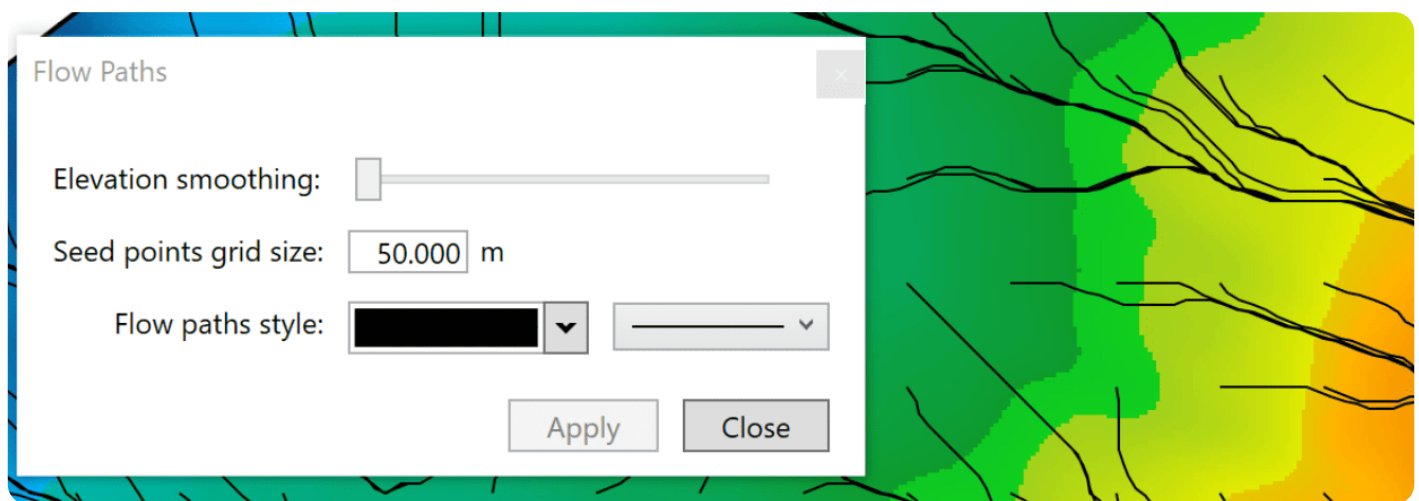 Flow Paths
Elevation smoothing:
Seed points grid size: 50.000 m
Flow paths style:
Apply Close